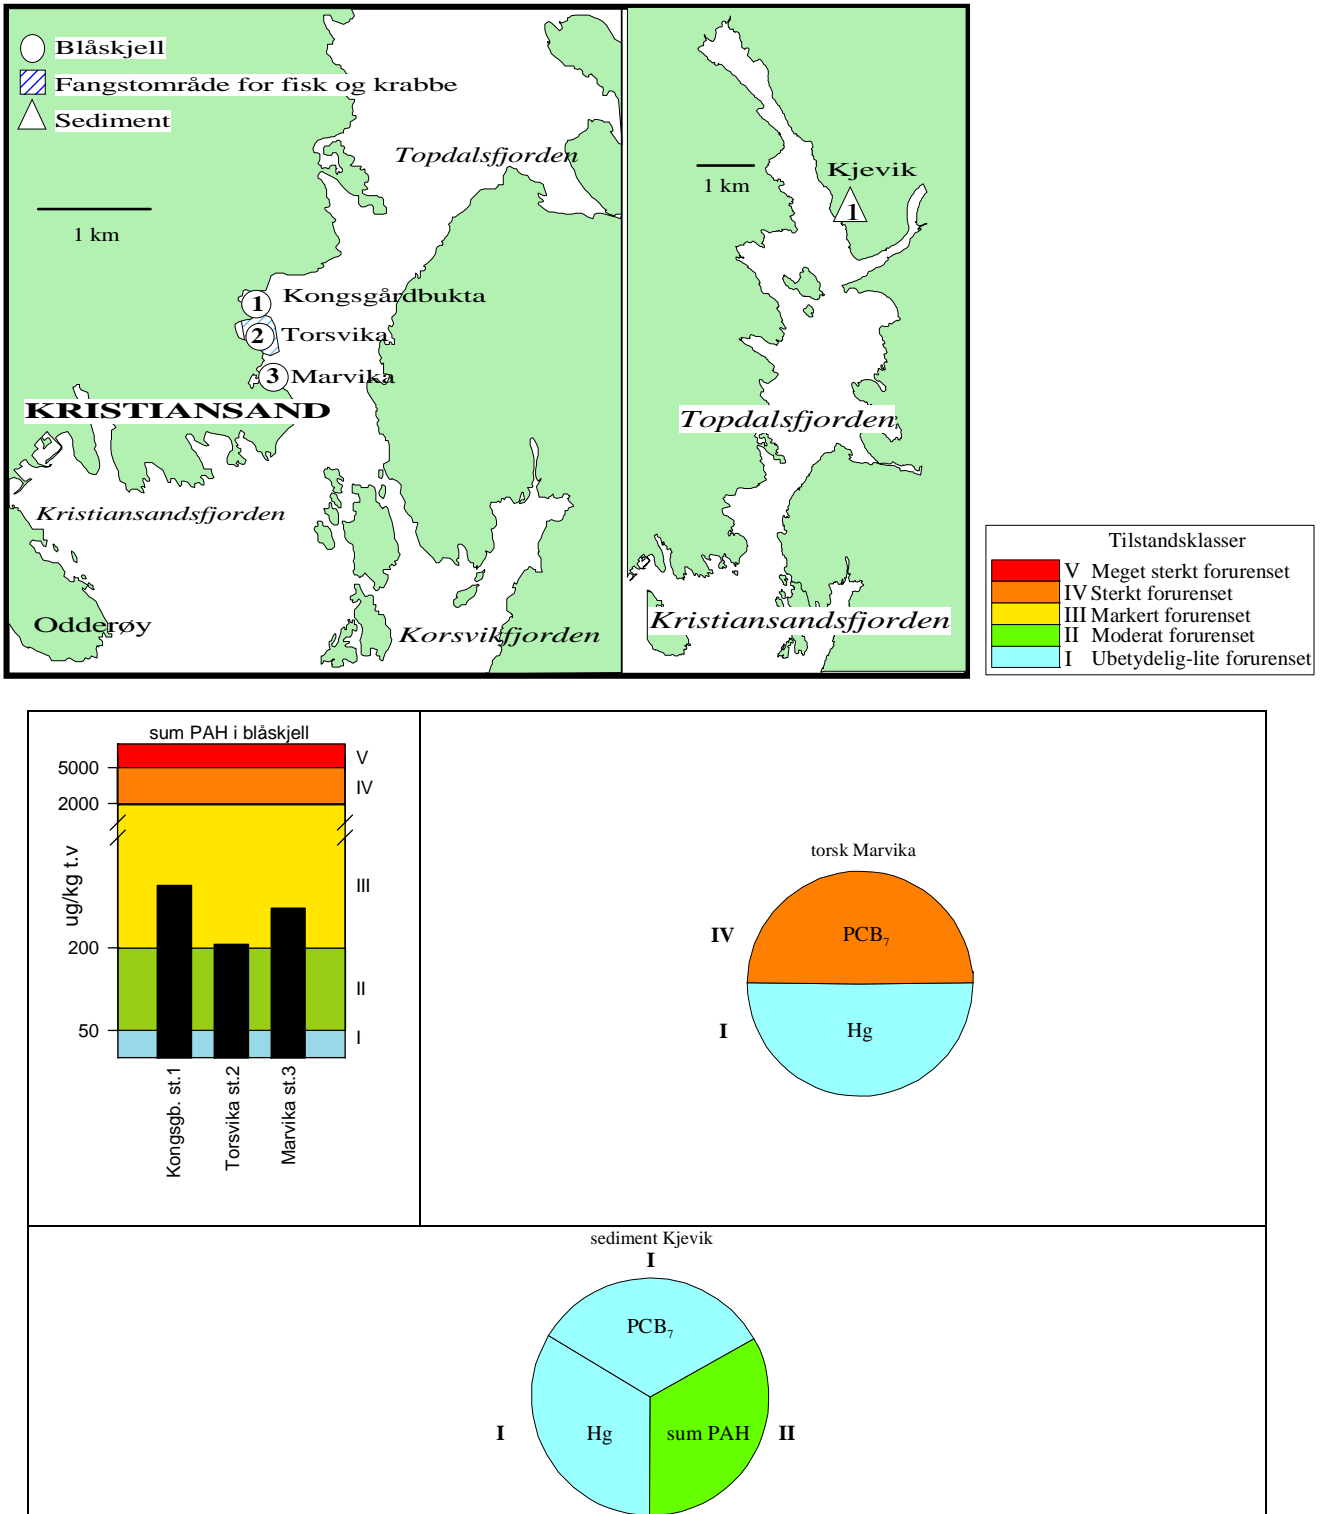 Blåskjell
Fangstområde for fisk og krabbe
Sediment
1 km
Topdalsfjorden
1 Kongsgårdbukta
2 Torsvika
3 Marvika
KRISTIANSAND
Kristiansandsfjorden
Odderøy
Korsvikfjorden
1 km
Kjevik
1
Topdalsfjorden
Kristiansandsfjorden
Tilstandsklasser
V Meget sterkt forurenset
IV Sterkt forurenset
III Markert forurenset
II Moderat forurenset
I Ubetydelig-lite forurenset
sum PAH i blåskjell
5000
2000
200
50
ug/kg t.v
V
IV
III
II
I
Kongsgb. st.1
Torsvika st.2
Marvika st.3
torsk Marvika
IV
PCB7
I
Hg
sediment Kjevik
I
PCB7
I
Hg
sum PAH
II